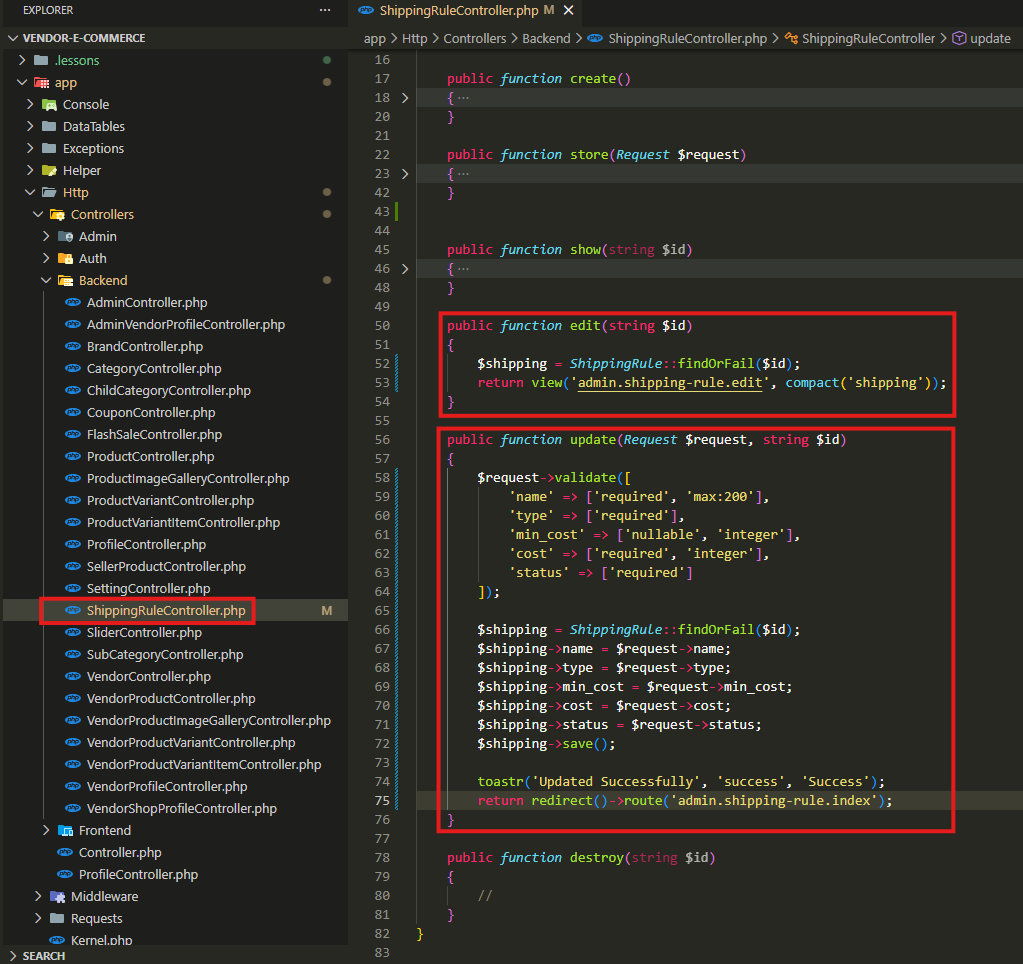 EXPLORER
VENDOR-E-COMMERCE
.lessons
app
Console
DataTables
Exceptions
Helper
Http
Controllers
Admin
Auth
Backend
AdminController.php
AdminVendorProfileController.php
BrandController.php
CategoryController.php
ChildCategoryController.php
CouponController.php
FlashSaleController.php
ProductController.php
ProductImageGalleryController.php
ProductVariantController.php
ProductVariantItemController.php
ProfileController.php
SellerProductController.php
SettingController.php
ShippingRuleController.php M
SliderController.php
SubCategoryController.php
VendorController.php
VendorProductController.php
VendorProductImageGalleryController.php
VendorProductVariantController.php
VendorProductVariantItemController.php
VendorProfileController.php
VendorShopProfileController.php
Frontend
Controller.php
ProfileController.php
Middleware
Requests
Kernel.php
SEARCH
ShippingRuleController.php M
app > Http > Controllers > Backend > ShippingRuleController.php > ShippingRuleController > update
16
17 public function create()
18 { ···
20 }
21
22 public function store(Request $request)
23 { ···
42 }
43
44
45 public function show(string $id)
46 { ···
48 }
49
50 public function edit(string $id)
51 {
52 $shipping = ShippingRule::findOrFail($id);
53 return view('admin.shipping-rule.edit', compact('shipping'));
54 }
55
56 public function update(Request $request, string $id)
57 {
58 $request->validate([
59 'name' => ['required', 'max:200'],
60 'type' => ['required'],
61 'min_cost' => ['nullable', 'integer'],
62 'cost' => ['required', 'integer'],
63 'status' => ['required']
64 ]);
65
66 $shipping = ShippingRule::findOrFail($id);
67 $shipping->name = $request->name;
68 $shipping->type = $request->type;
69 $shipping->min_cost = $request->min_cost;
70 $shipping->cost = $request->cost;
71 $shipping->status = $request->status;
72 $shipping->save();
73
74 toastr('Updated Successfully', 'success', 'Success');
75 return redirect()->route('admin.shipping-rule.index');
76 }
77
78 public function destroy(string $id)
79 {
80 //
81 }
82 }
83